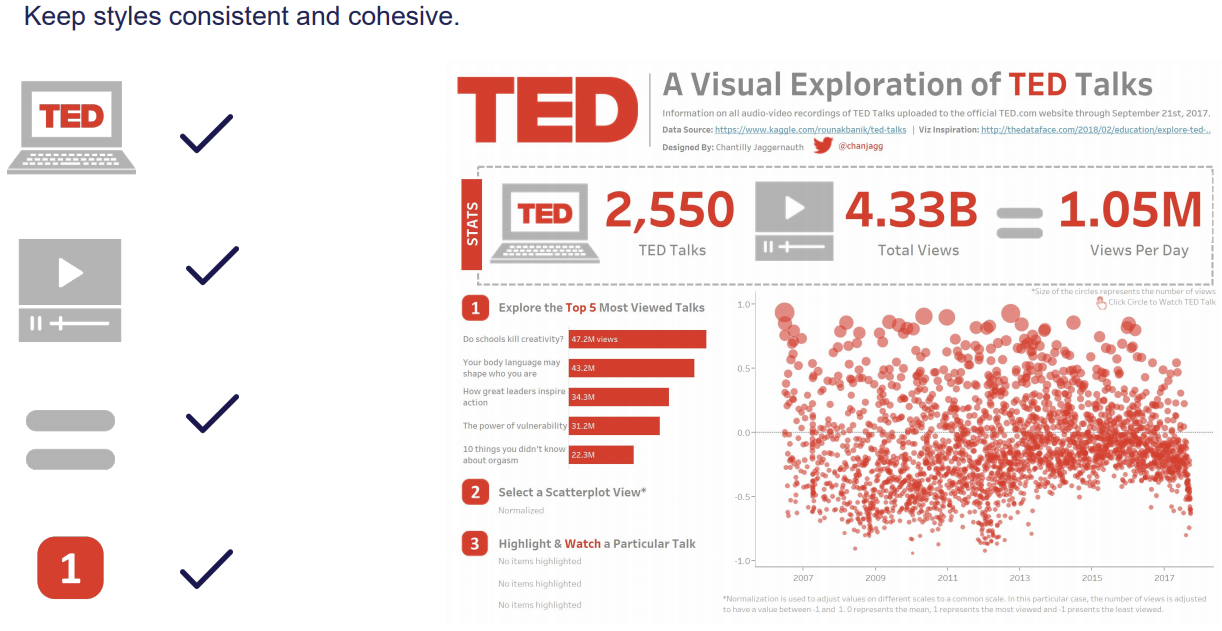 Keep styles consistent and cohesive.
TED
1
TED
A Visual Exploration of TED Talks
Information on all audio-video recordings of TED Talks uploaded to the official TED.com website through September 21st, 2017.
Data Source: https://www.kaggle.com/rounakbanik/ted-talks | Viz Inspiration: http://thedataface.com/2018/02/education/explore-ted-..
Designed By: Chantilly Jaggernauth @chanjagg
STATS
TED
2,550
TED Talks
4.33B
Total Views
1.05M
Views Per Day
1 Explore the Top 5 Most Viewed Talks
Do schools kill creativity? 47.2M views
Your body language may
shape who you are
43.2M
How great leaders inspire
action
34.3M
The power of vulnerability 31.2M
10 things you didn't know
about orgasm
22.3M
2 Select a Scatterplot View*
Normalized
3 Highlight & Watch a Particular Talk
No items highlighted
No items highlighted
No items highlighted
*Size of the circles represents the number of views
Click Circle to Watch TED Talk
1.0
0.5
0.0
-0.5
-1.0
2007 2009 2011 2013 2015 2017
*Normalization is used to adjust values on different scales to a common scale. In this particular case, the number of views is adjusted
to have a value between -1 and 1. 0 represents the mean, 1 represents the most viewed and -1 presents the least viewed.